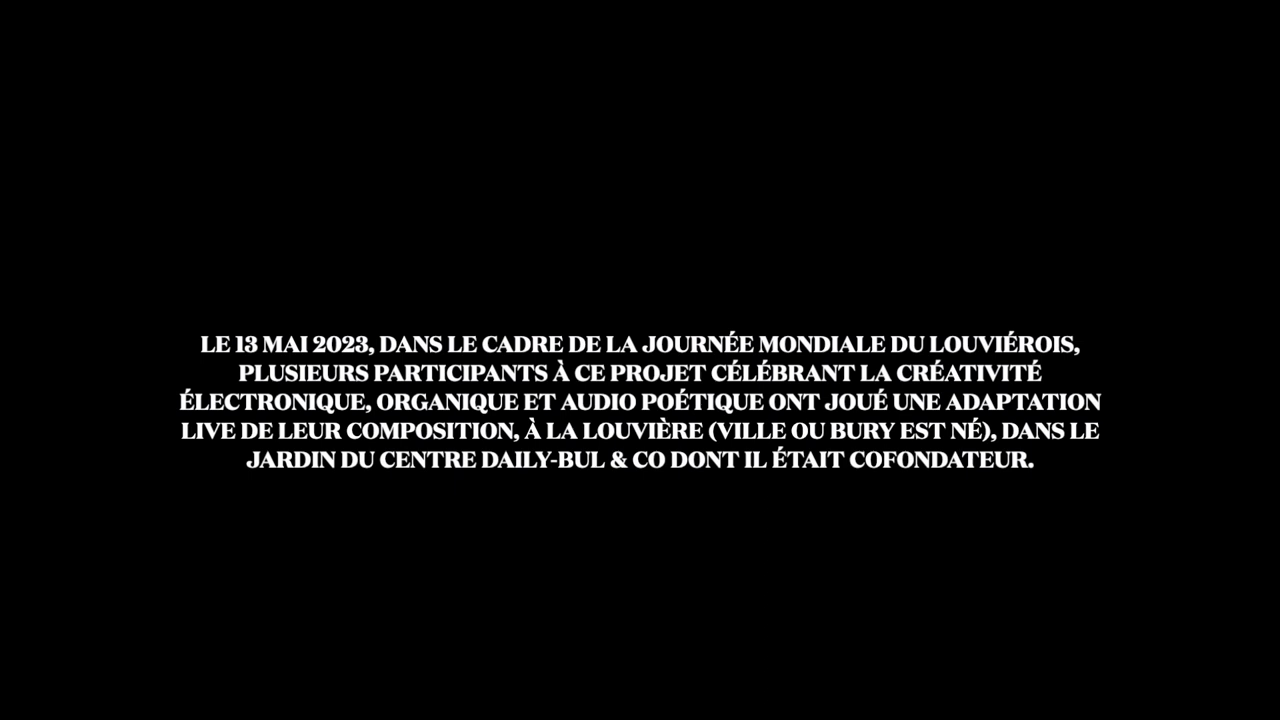 LE 13 MAI 2023, DANS LE CADRE DE LA JOURNÉE MONDIALE DU LOUVIÉROIS,
PLUSIEURS PARTICIPANTS À CE PROJET CÉLÉBRANT LA CRÉATIVITÉ
ÉLECTRONIQUE, ORGANIQUE ET AUDIO POÉTIQUE ONT JOUÉ UNE ADAPTATION
LIVE DE LEUR COMPOSITION, À LA LOUVIÈRE (VILLE OU BURY EST NÉ), DANS LE
JARDIN DU CENTRE DAILY-BUL & CO DONT IL ÉTAIT COFONDATEUR.